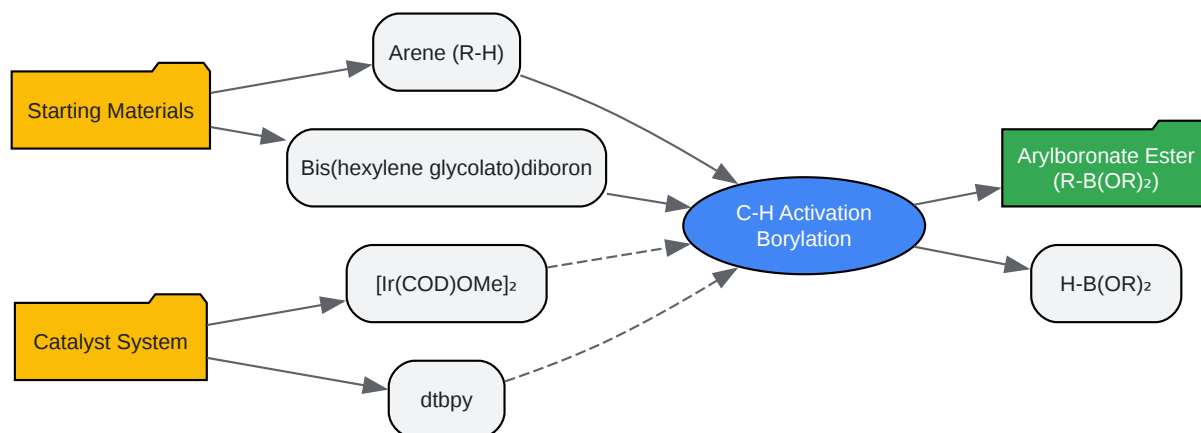 Starting Materials
Arene (R-H)
Bis(hexylene glycolato)diboron
Catalyst System
[Ir(COD)OMe]₂
dtbpy
C-H Activation
Borylation
Arylboronate Ester
(R-B(OR)₂)
H-B(OR)₂